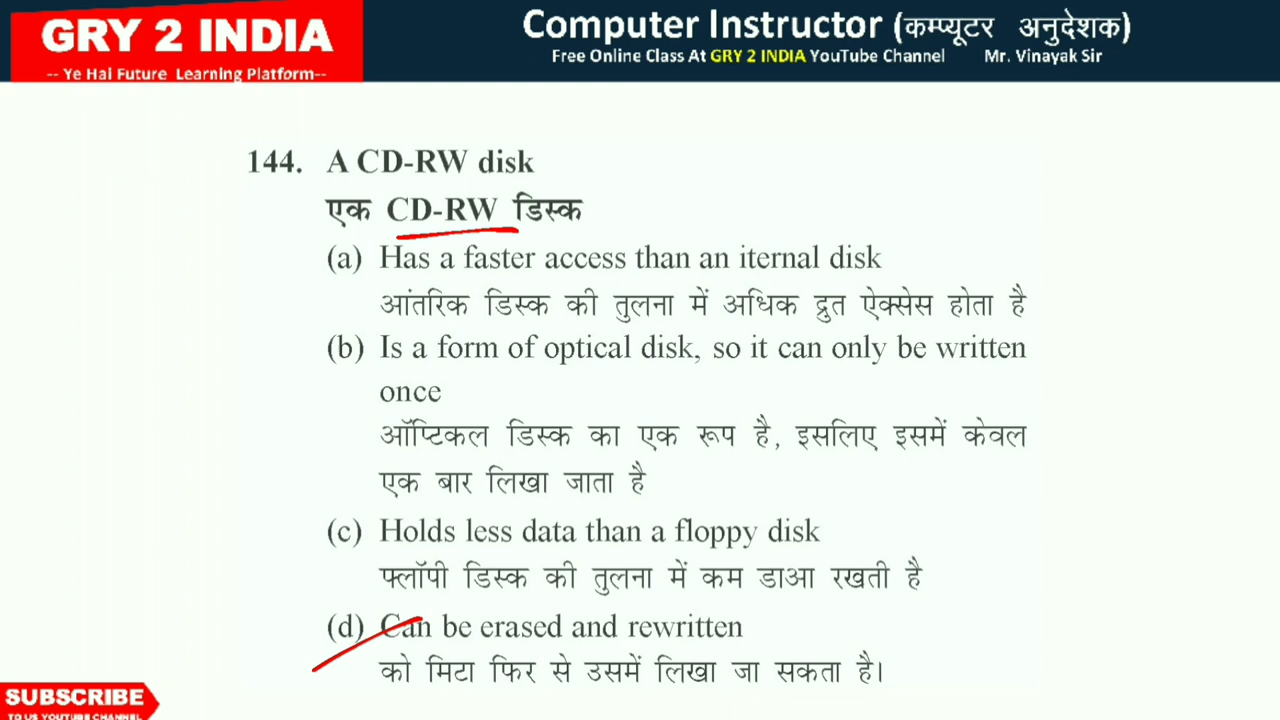 GRY 2 INDIA
-- Ye Hai Future Learning Platform--
Computer Instructor (कम्प्यूटर अनुदेशक)
Free Online Class At GRY 2 INDIA YouTube Channel Mr. Vinayak Sir
144. A CD-RW disk
एक CD-RW डिस्क
(a) Has a faster access than an iternal disk
आंतरिक डिस्क की तुलना में अधिक द्रुत ऐक्सेस होता है
(b) Is a form of optical disk, so it can only be written
once
ऑप्टिकल डिस्क का एक रूप है, इसलिए इसमें केवल
एक बार लिखा जाता है
(c) Holds less data than a floppy disk
फ्लॉपी डिस्क की तुलना में कम डाआ रखती है
(d) Can be erased and rewritten
को मिटा फिर से उसमें लिखा जा सकता है।
SUBSCRIBE
TO US YOUTUBE CHANNEL